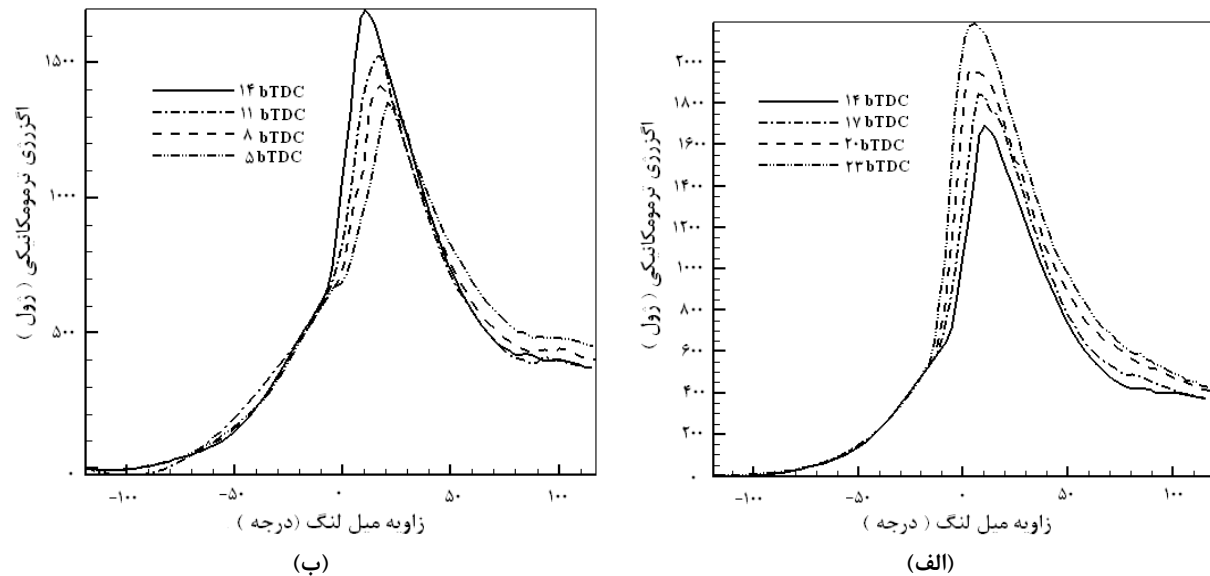 ۲۰۰۰
۱۸۰۰
۱۶۰۰
۱۴۰۰
۱۲۰۰
۱۰۰۰
۸۰۰
۶۰۰
۴۰۰
۲۰۰
۰
اگزرژی ترمومکانیکی ( ژول )
۱۴ bTDC
۱۷ bTDC
۲۰ bTDC
۲۳ bTDC
-۱۰۰ -۵۰ ۰ ۵۰ ۱۰۰
زاویه میل لنگ (درجه )
(الف)
۱۵۰۰
۱۰۰۰
۵۰۰
۰
اگزرژی ترمومکانیکی ( ژول )
۱۴ bTDC
۱۱ bTDC
۸ bTDC
۵ bTDC
-۱۰۰ -۵۰ ۰ ۵۰ ۱۰۰
زاویه میل لنگ (درجه )
(ب)